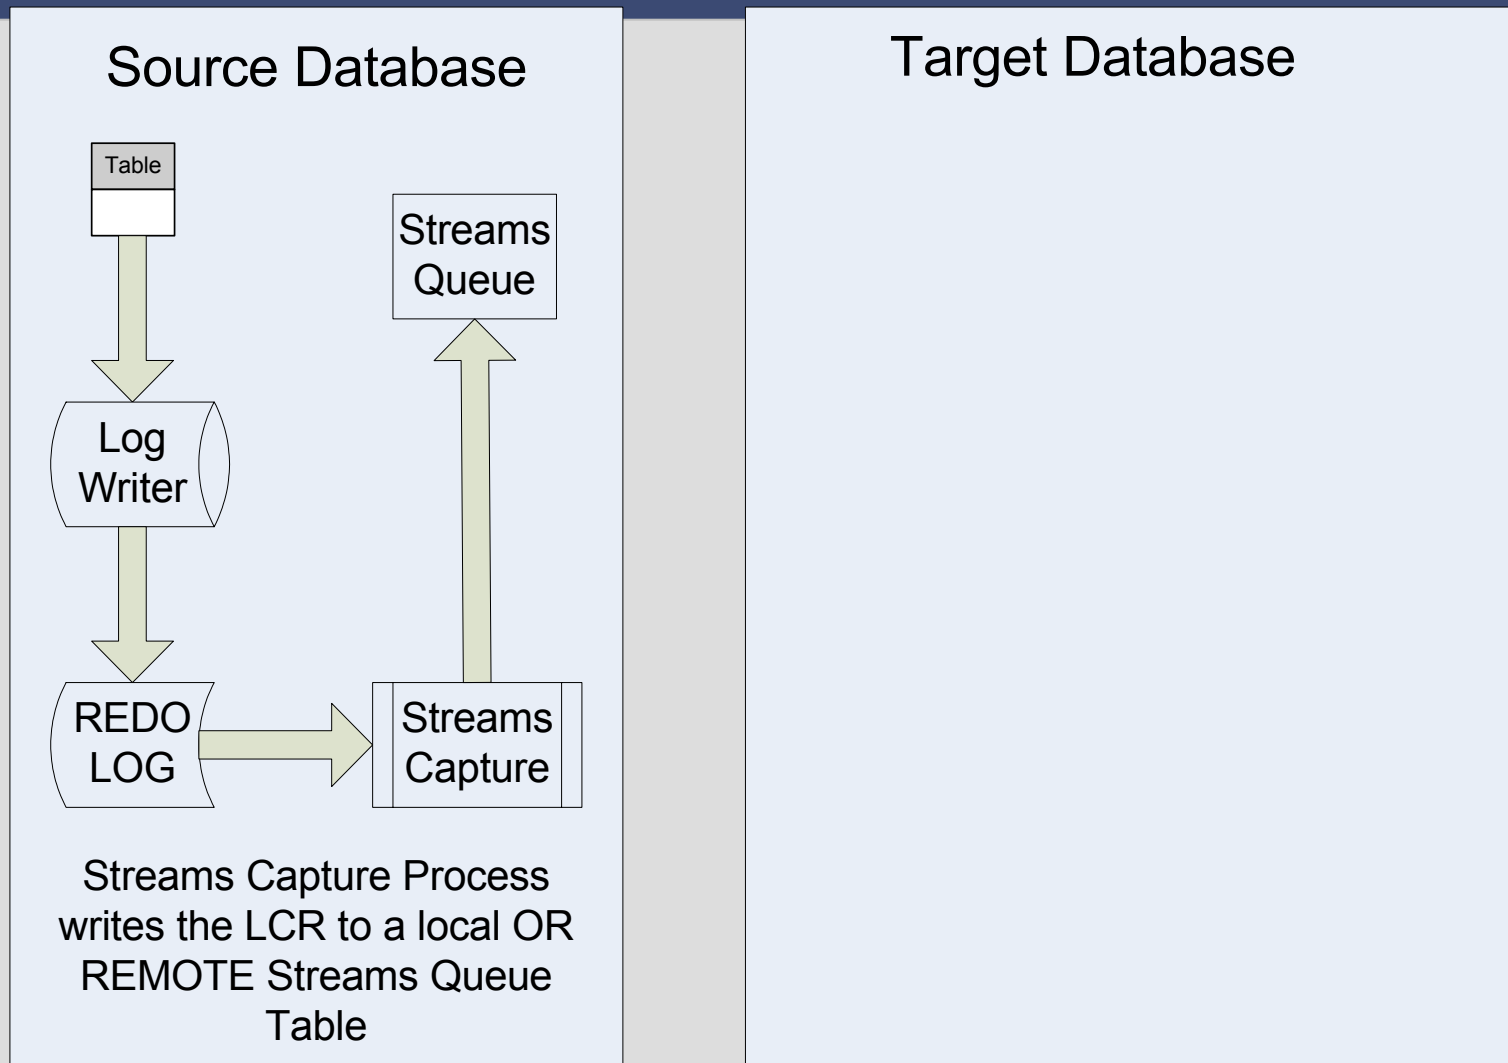 Source Database
Target Database
Table
Streams
Queue
Log
Writer
REDO
LOG
Streams
Capture
Streams Capture Process
writes the LCR to a local OR
REMOTE Streams Queue
Table